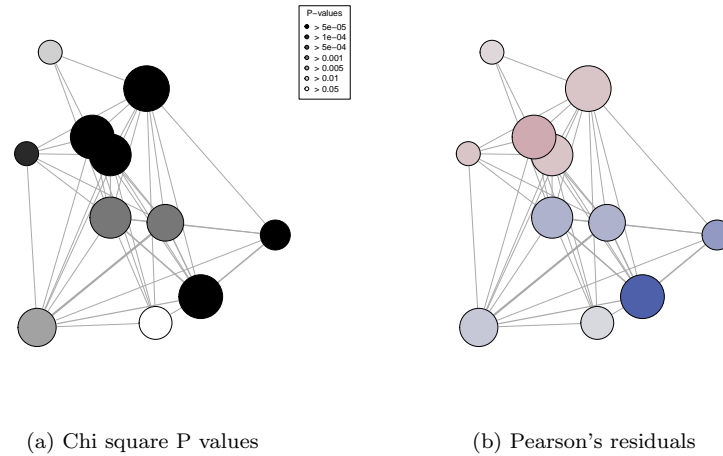 P-values
> 5e-05
> 1e-04
> 5e-04
> 0.001
> 0.005
> 0.01
> 0.05
(a) Chi square P values
(b) Pearson's residuals